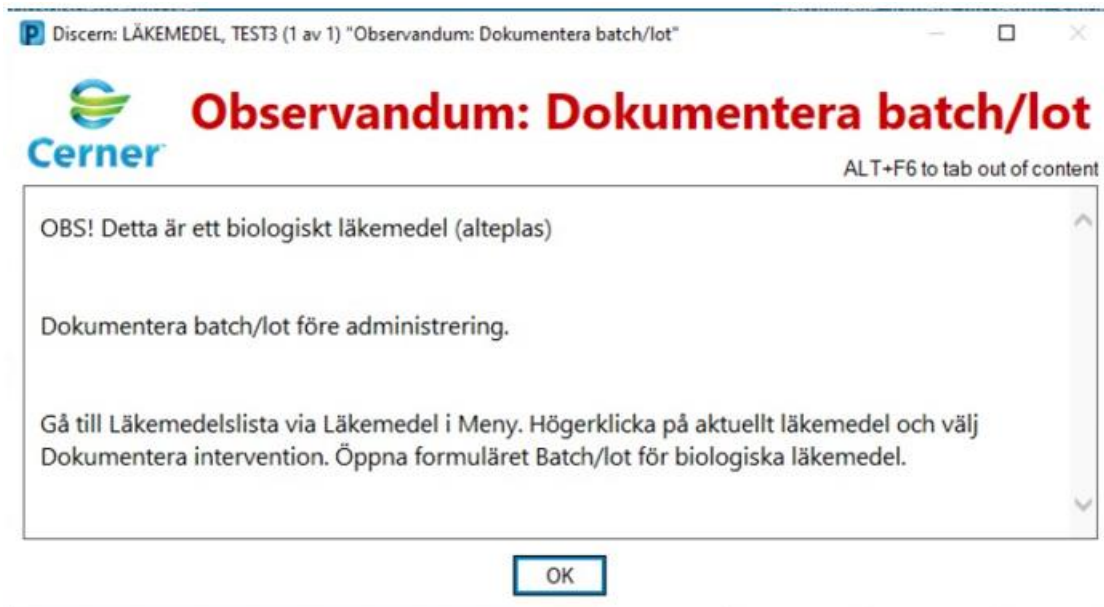 Discern: LÄKEMEDEL, TEST3 (1 av 1) "Observandum: Dokumentera batch/lot"
Cerner
Observandum: Dokumentera batch/lot
ALT+F6 to tab out of content
OBS! Detta är ett biologiskt läkemedel (alteplas)
Dokumentera batch/lot före administrering.
Gå till Läkemedelslista via Läkemedel i Meny. Högerklicka på aktuellt läkemedel och välj
Dokumentera intervention. Öppna formuläret Batch/lot för biologiska läkemedel.
OK